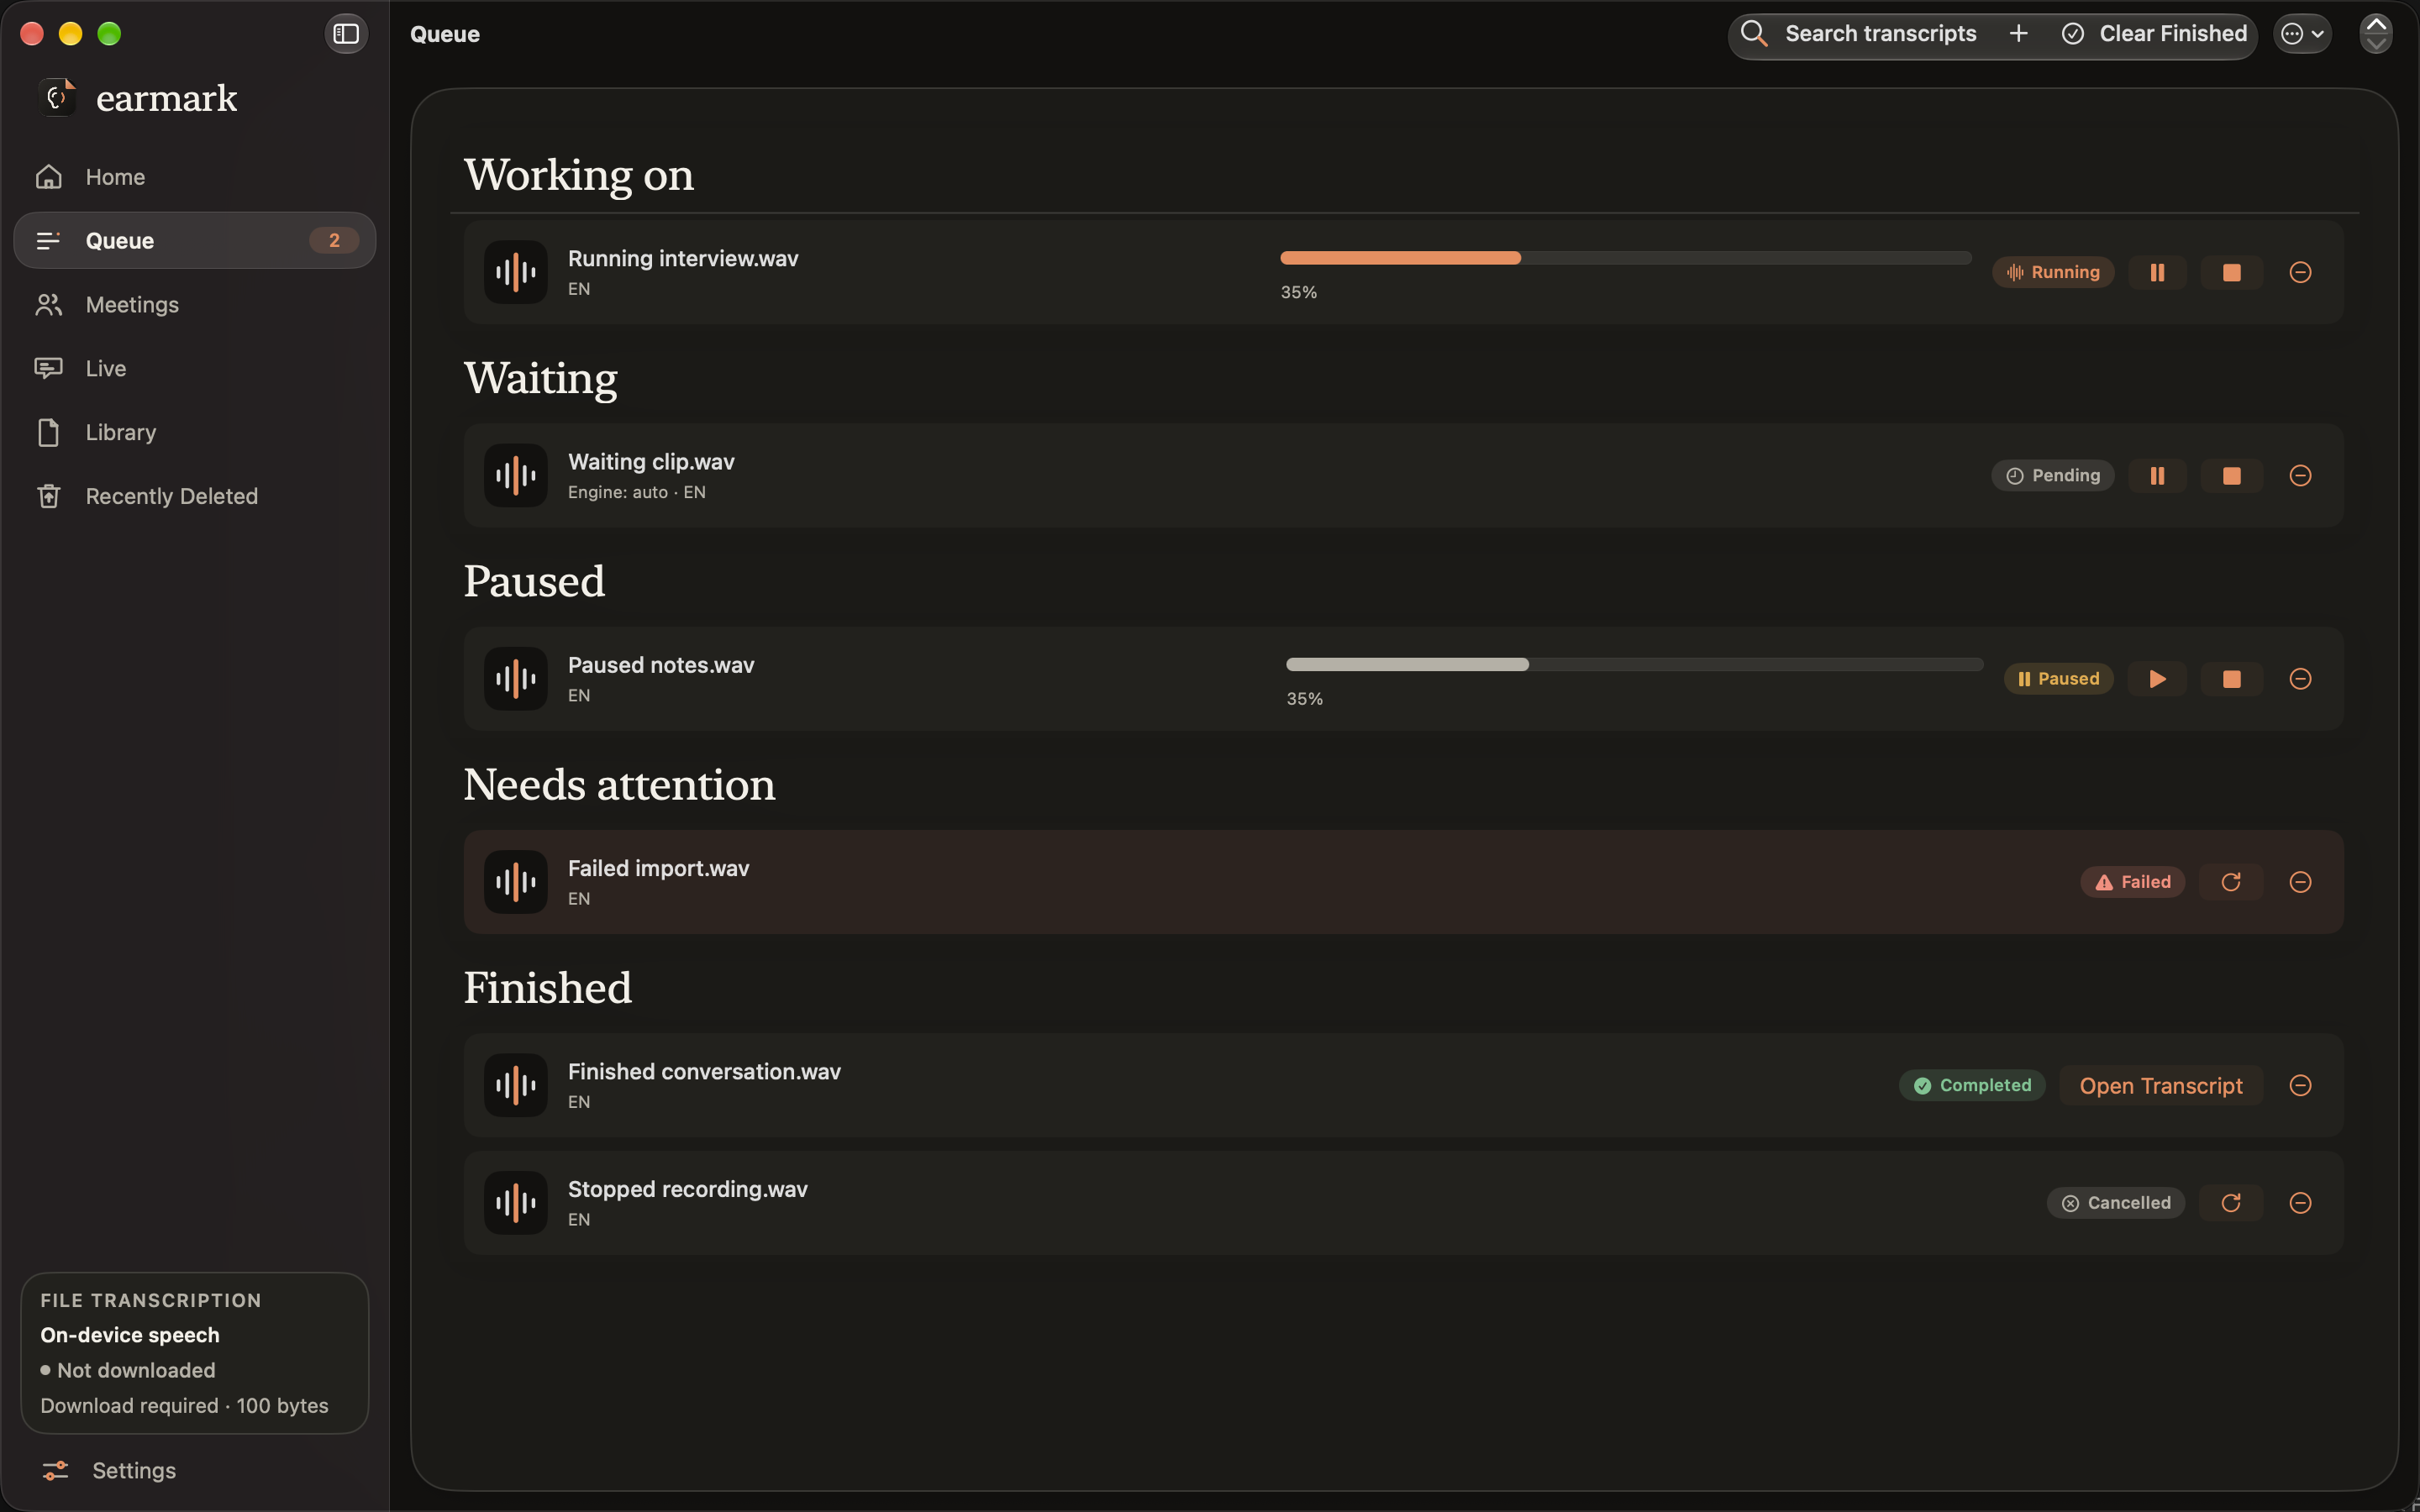 earmark
Home
Queue 2
Meetings
Live
Library
Recently Deleted
FILE TRANSCRIPTION
On-device speech
Not downloaded
Download required · 100 bytes
Settings
Queue
Search transcripts
Clear Finished
Working on
Running interview.wav
EN
35%
Running
Waiting
Waiting clip.wav
Engine: auto · EN
Pending
Paused
Paused notes.wav
EN
35%
Paused
Needs attention
Failed import.wav
EN
Failed
Finished
Finished conversation.wav
EN
Completed
Open Transcript
Stopped recording.wav
EN
Cancelled